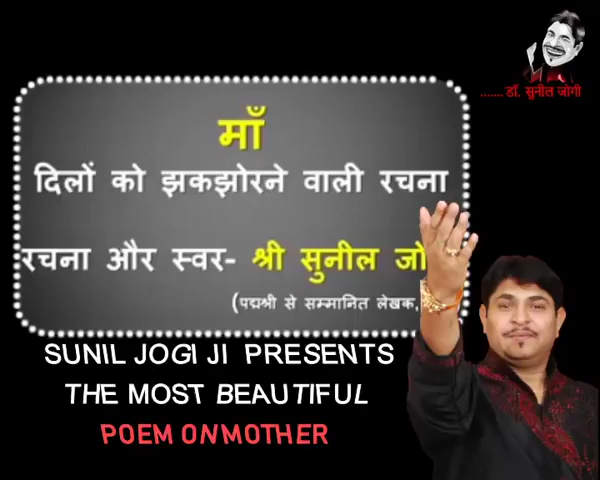 ....... डॉ. सुनील जोगी
माँ
दिलों को झकझोरने वाली रचना
रचना और स्वर- श्री सुनील जो
(पद्मश्री से सम्मानित लेखक,
SUNIL JOGI JI PRESENTS
THE MOST BEAUTIFUL
POEM ONMOTHER